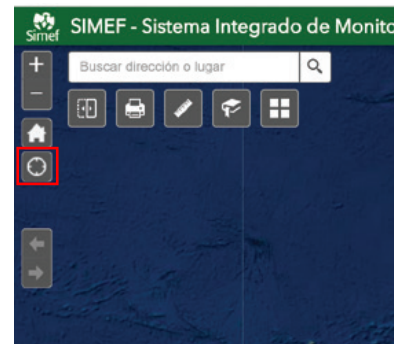 Simef
SIMEF - Sistema Integrado de Monito
Buscar dirección o lugar